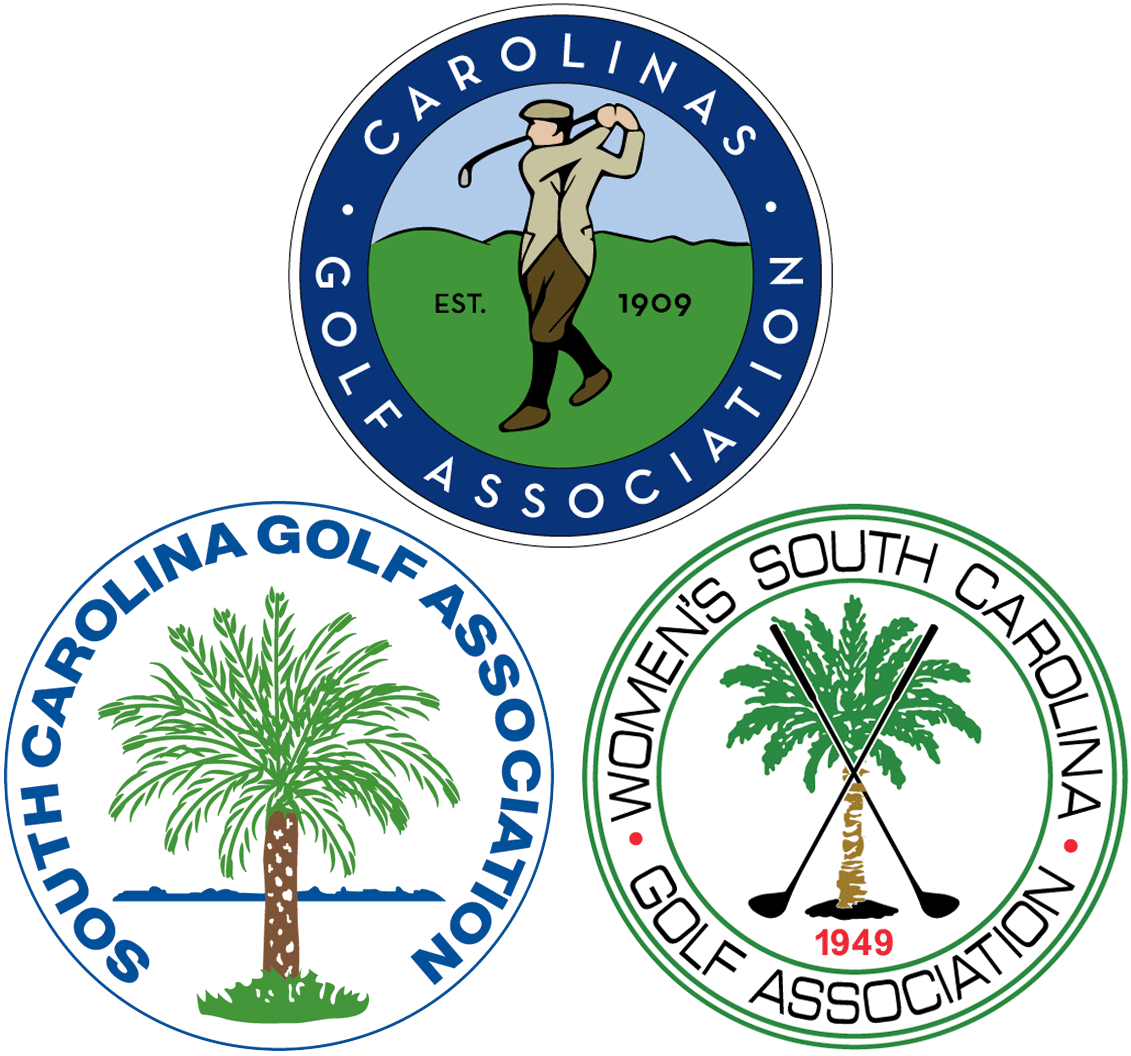 CAROLINAS
• GOLF ASSOCIATION •
EST. 1909
SOUTH CAROLINA GOLF ASSOCIATION
WOMEN'S SOUTH CAROLINA
• GOLF ASSOCIATION •
1949